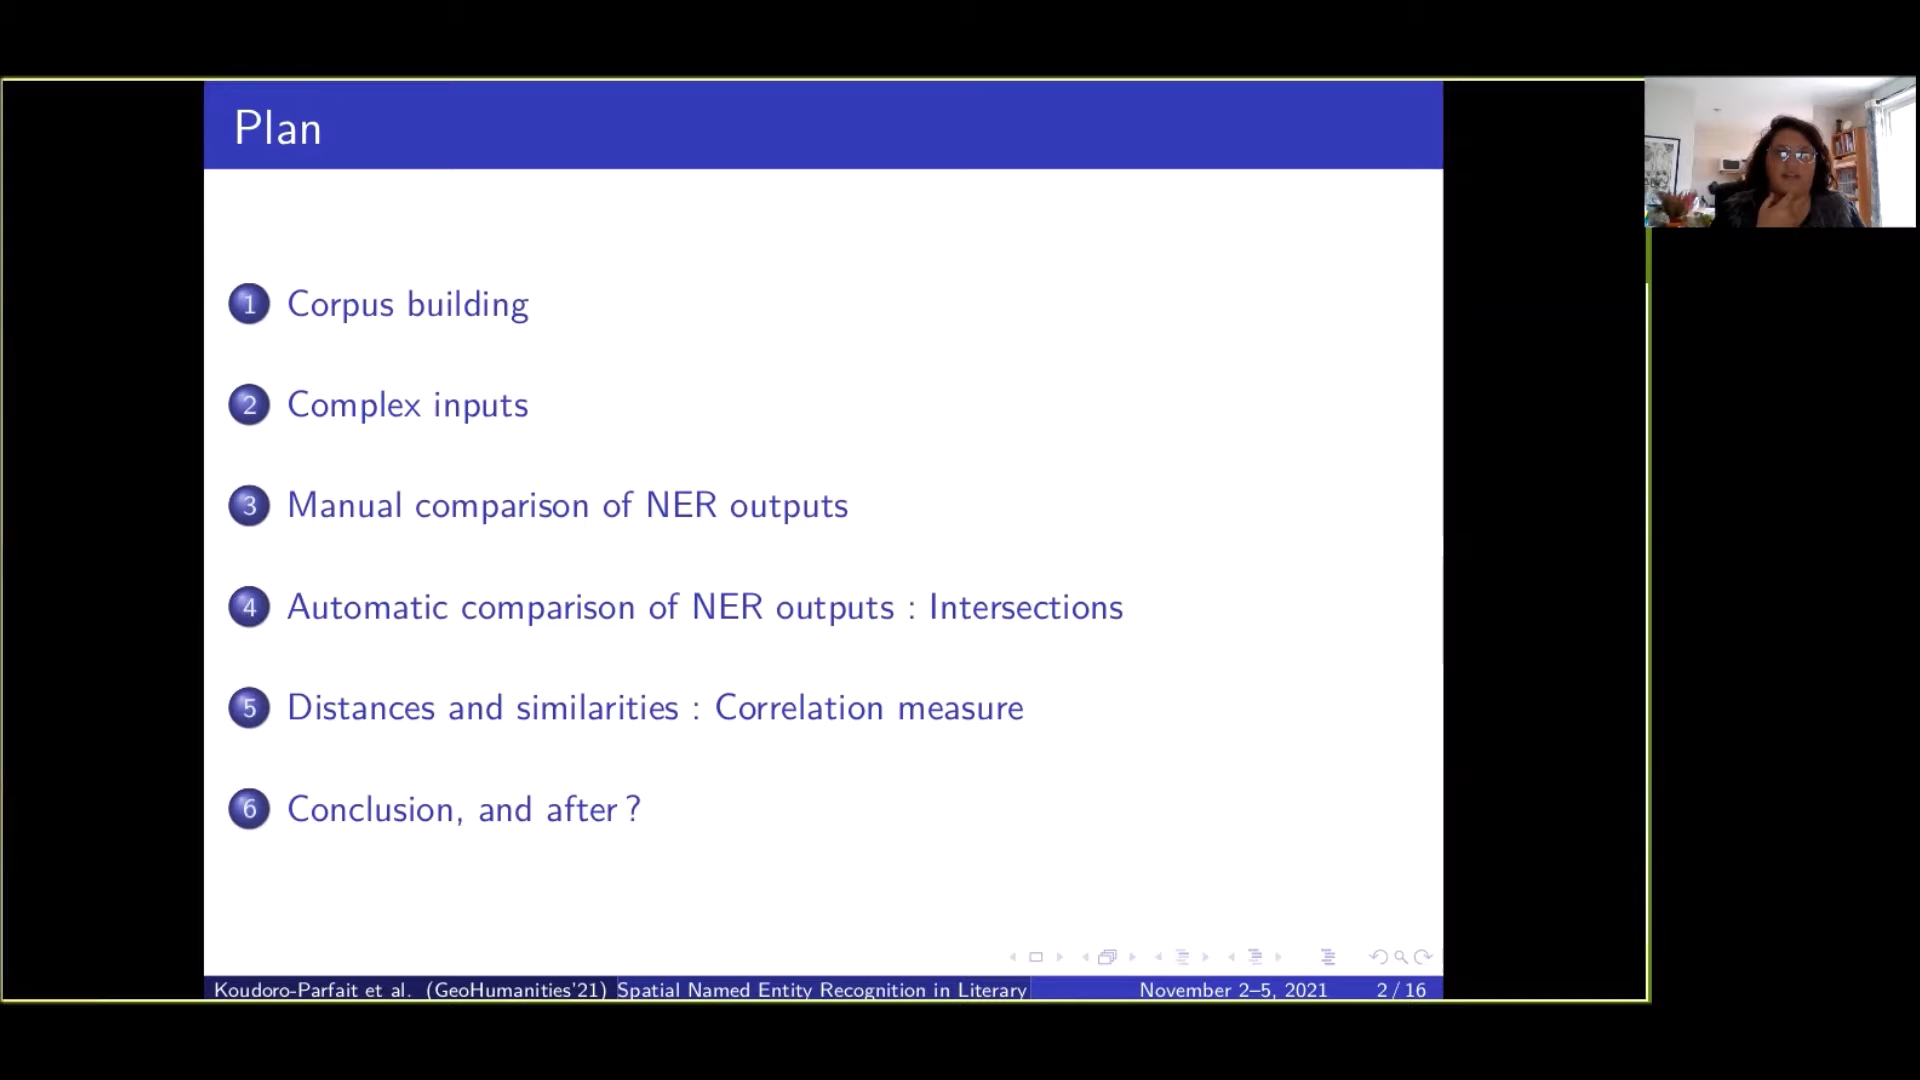 Plan
1 Corpus building
2 Complex inputs
3 Manual comparison of NER outputs
4 Automatic comparison of NER outputs : Intersections
5 Distances and similarities : Correlation measure
6 Conclusion, and after ?
Koudoro-Parfait et al. (GeoHumanities'21) Spatial Named Entity Recognition in Literary November 2–5, 2021 2 / 16